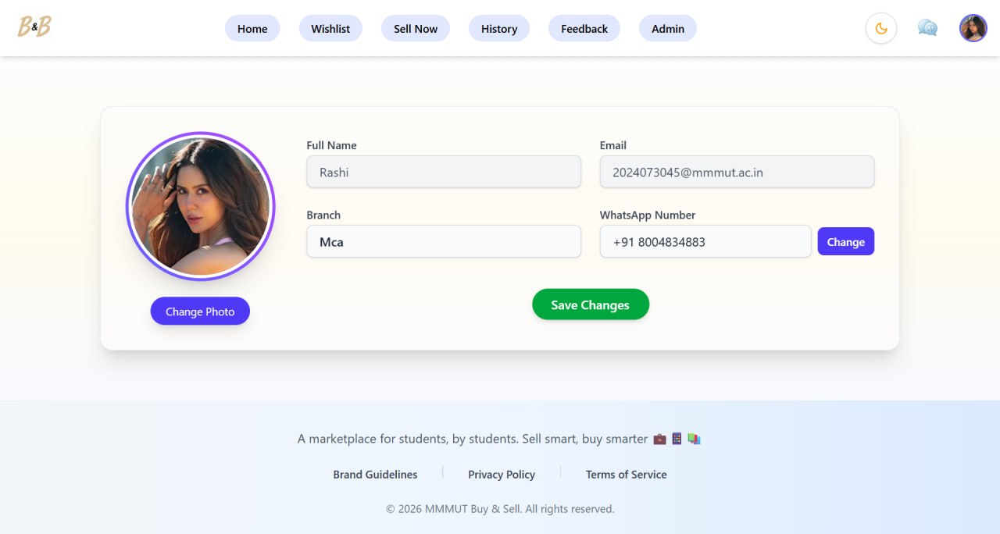 B&B
Home Wishlist Sell Now History Feedback Admin
Full Name Email
Rashi 2024073045@mmmut.ac.in
Branch WhatsApp Number
Mca +91 8004834883 Change
Save Changes
Change Photo
A marketplace for students, by students. Sell smart, buy smarter 💼 📱 📚
Brand Guidelines Privacy Policy Terms of Service
© 2026 MMMUT Buy & Sell. All rights reserved.